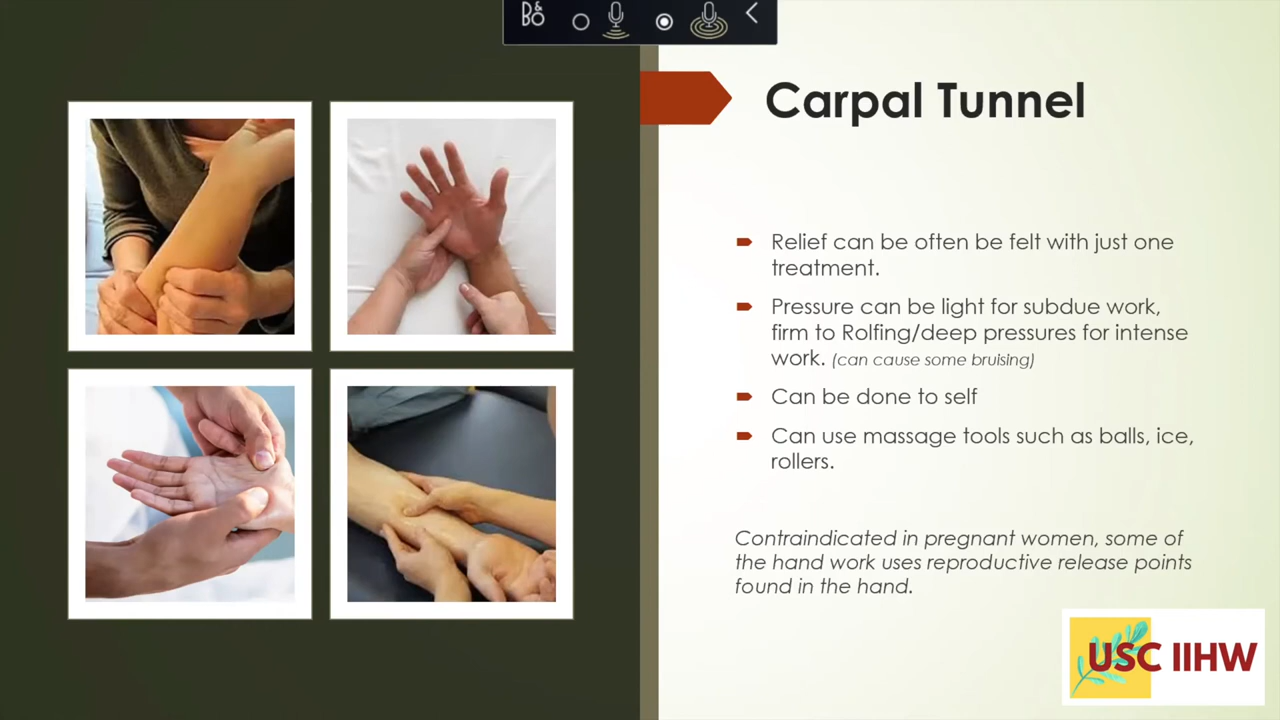 B&O
Carpal Tunnel
Relief can be often be felt with just one
treatment.
Pressure can be light for subdue work,
firm to Rolfing/deep pressures for intense
work. (can cause some bruising)
Can be done to self
Can use massage tools such as balls, ice,
rollers.
Contraindicated in pregnant women, some of
the hand work uses reproductive release points
found in the hand.
USC IIHW